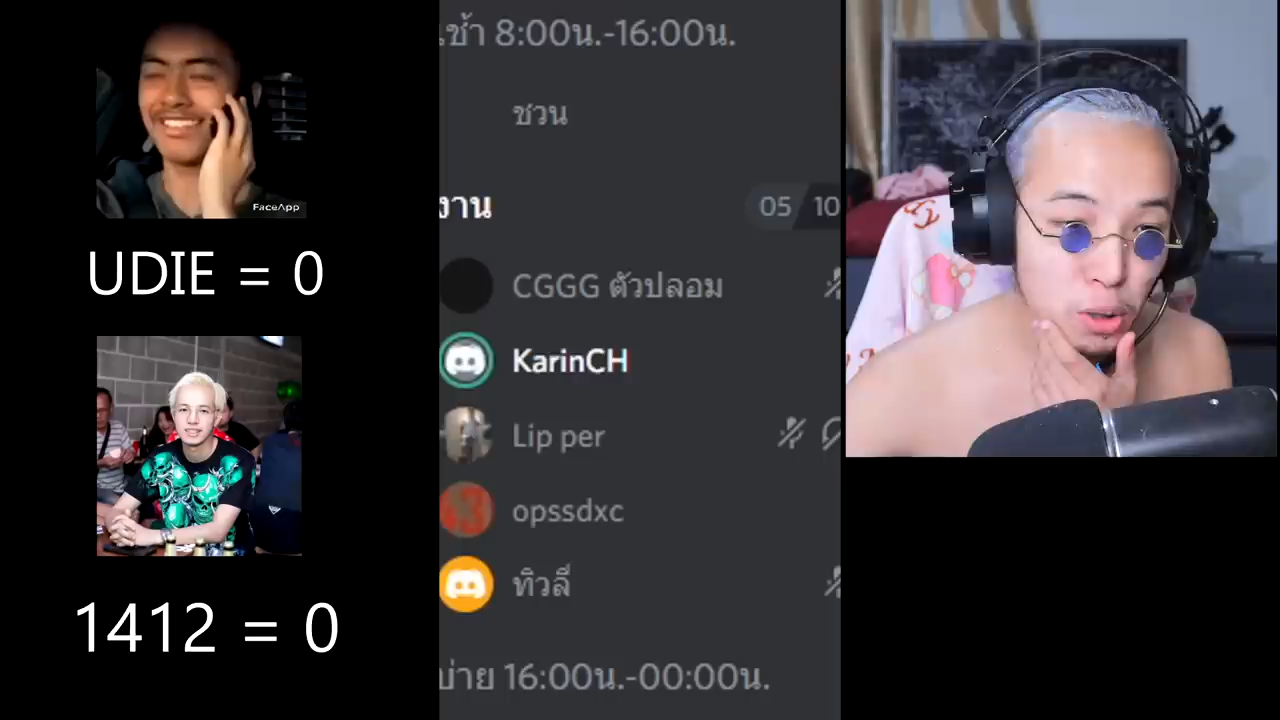 FaceApp
UDIE = 0
1412 = 0
เช้า 8:00น.-16:00น.
ชวน
งาน
05 10
CGGG ตัวปลอม
KarinCH
Lip per
opssdxc
ทิวลี่
บ่าย 16:00น.-00:00น.